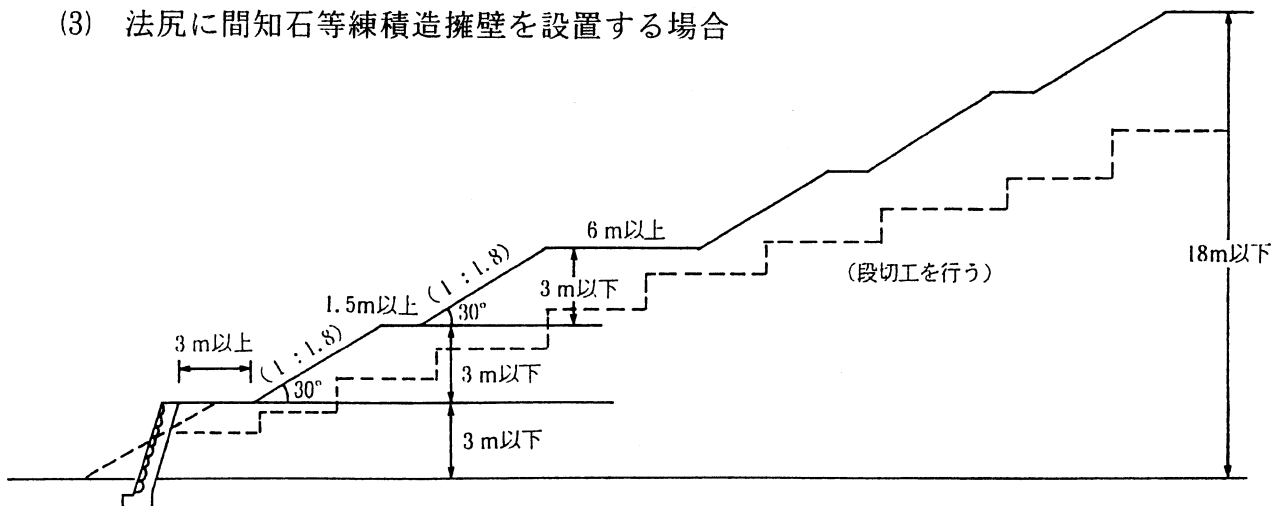 (3) 法尻に間知石等練積造擁壁を設置する場合
6m以上
18m以下
(段切工を行う)
(1:1.8)
3m以下
1.5m以上
30°
3m以上
(1:1.8)
3m以下
30°
3m以下